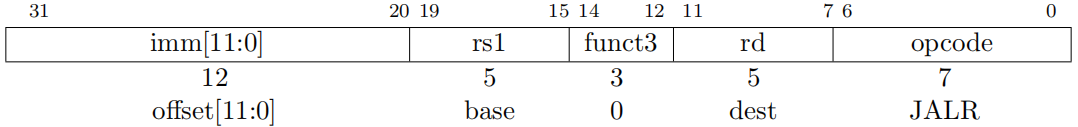 31 20 19 15 14 12 11 7 6 0
imm[11:0] rs1 funct3 rd opcode
12 5 3 5 7
offset[11:0] base 0 dest JALR